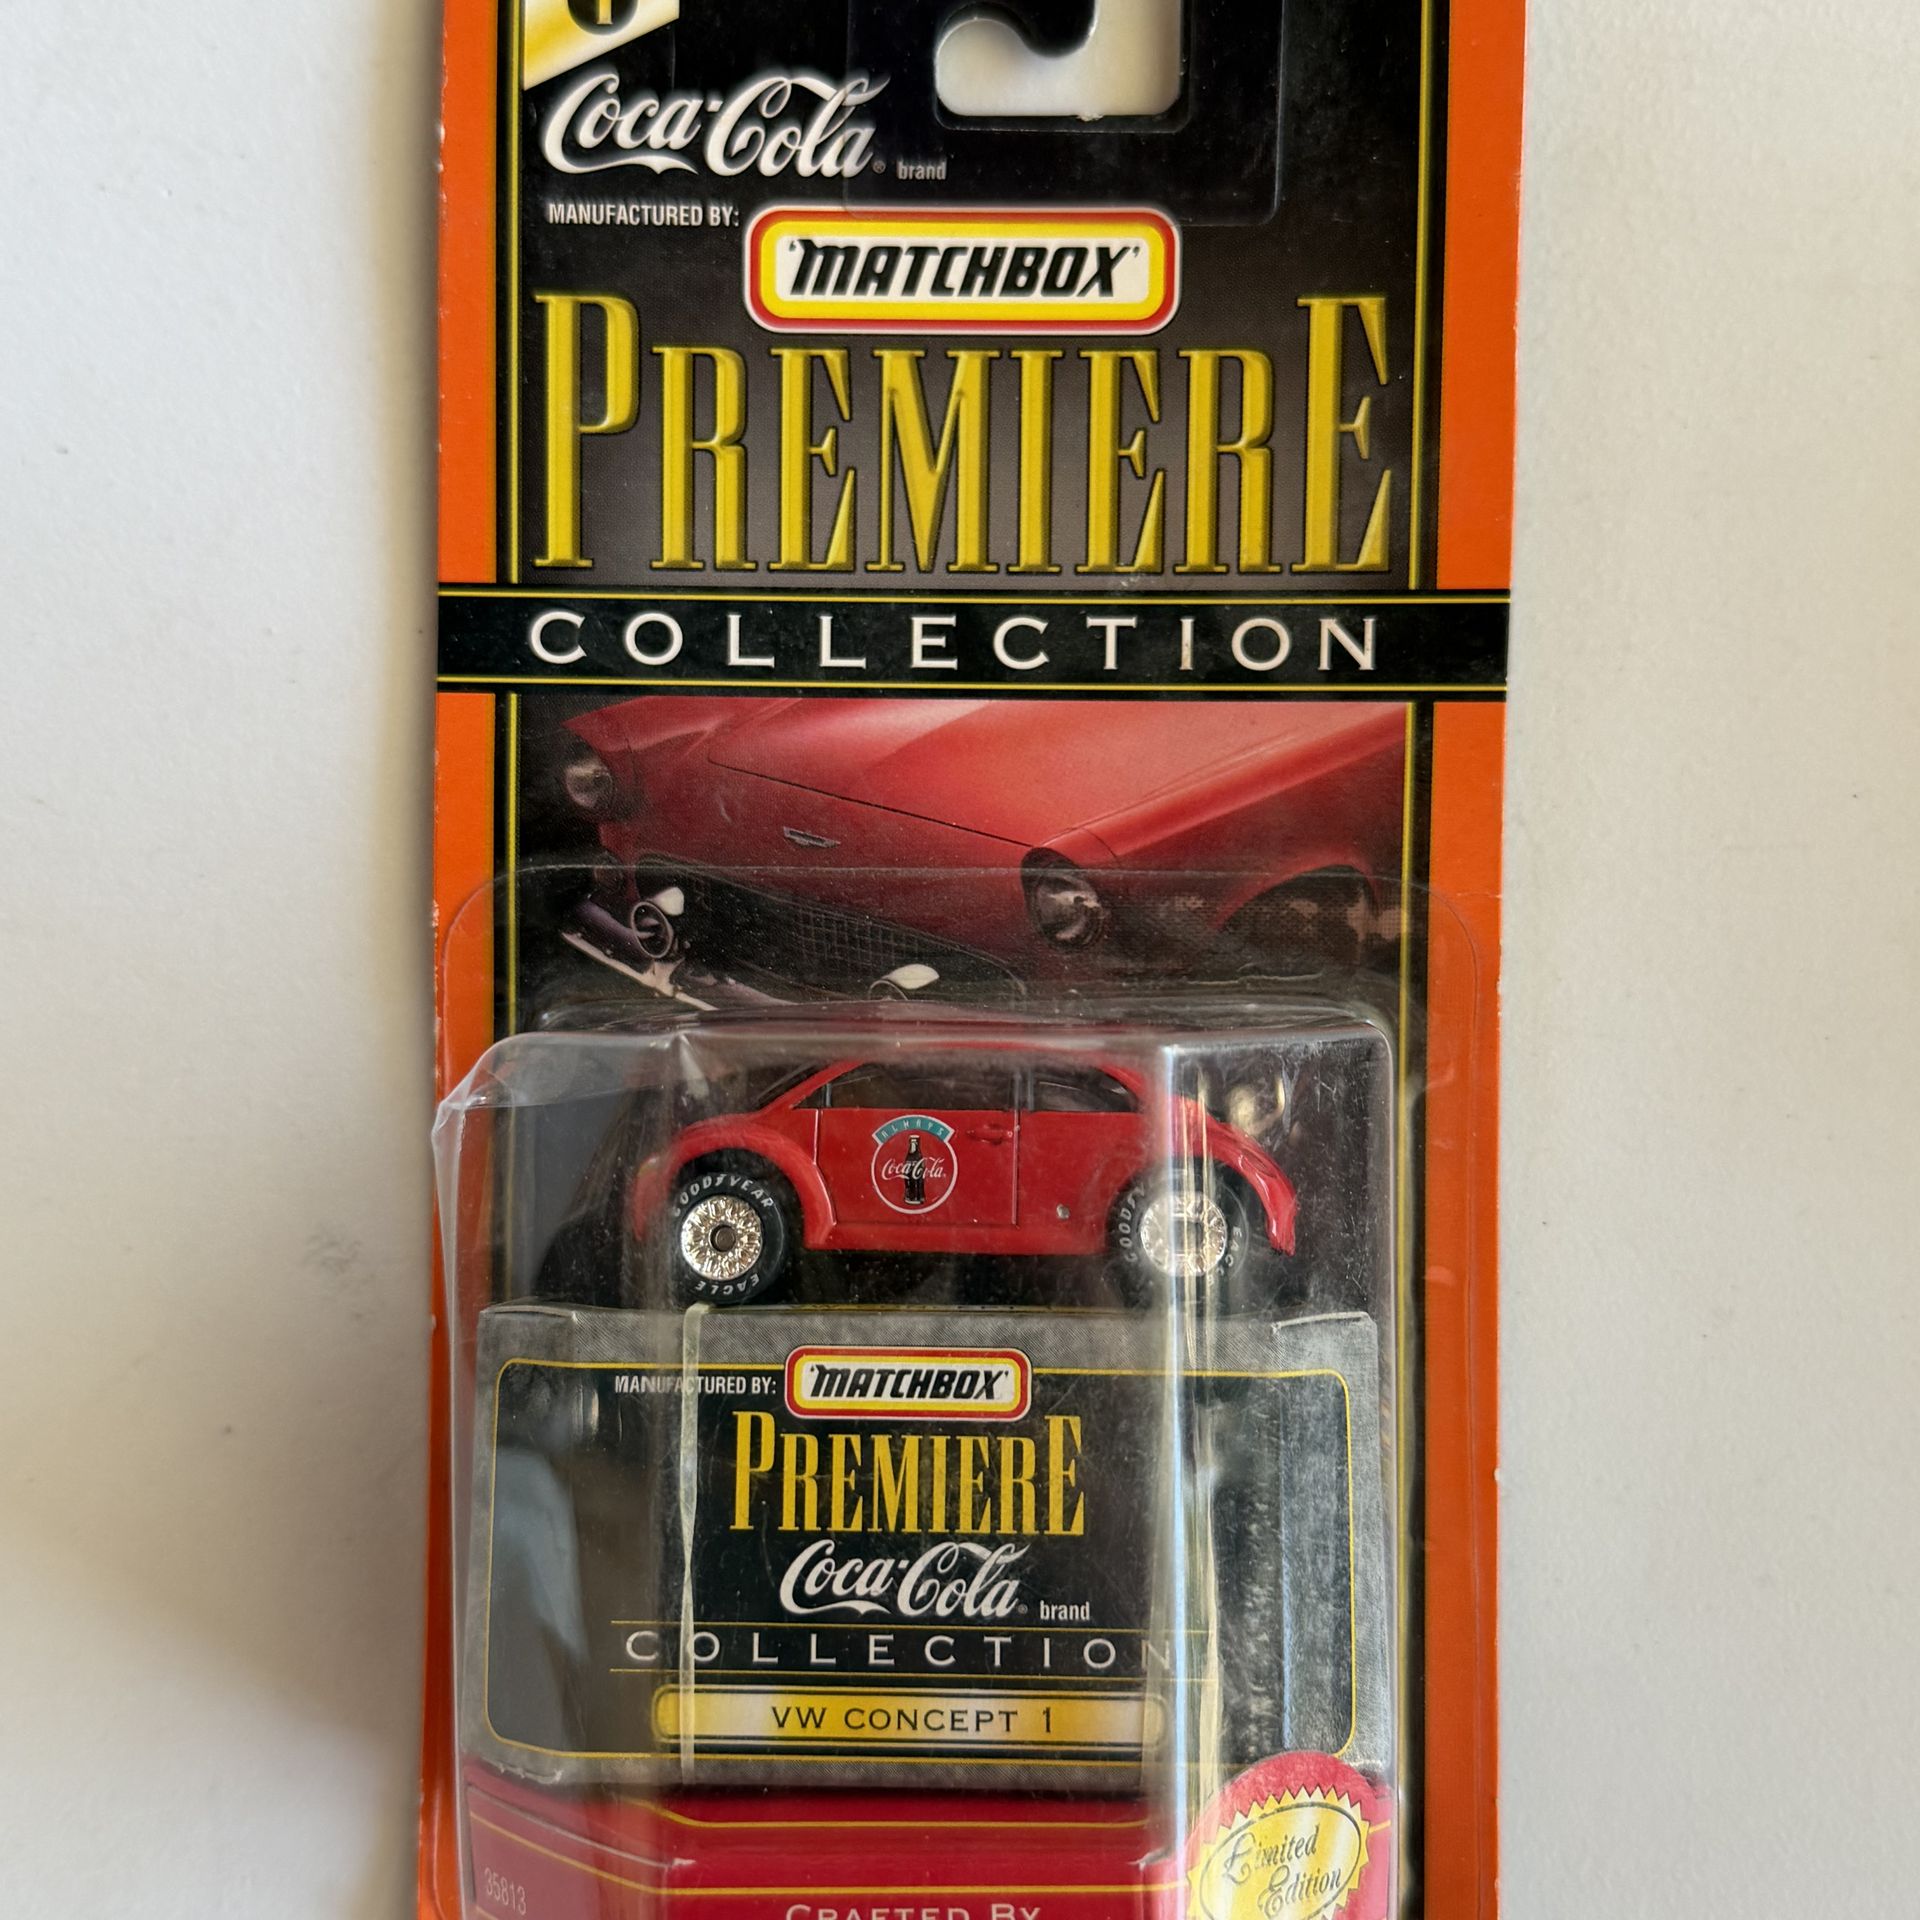 Coca-Cola® brand
MANUFACTURED BY: 'MATCHBOX'
PREMIERE
COLLECTION
ALWAYS
Coca-Cola
GOODYEAR
EAGLE
GOODY
EAGLE
MANUFACTURED BY: 'MATCHBOX'
PREMIERE
Coca-Cola® brand
COLLECTION
VW CONCEPT 1
Limited
Edition
35813
CRAFTED BY